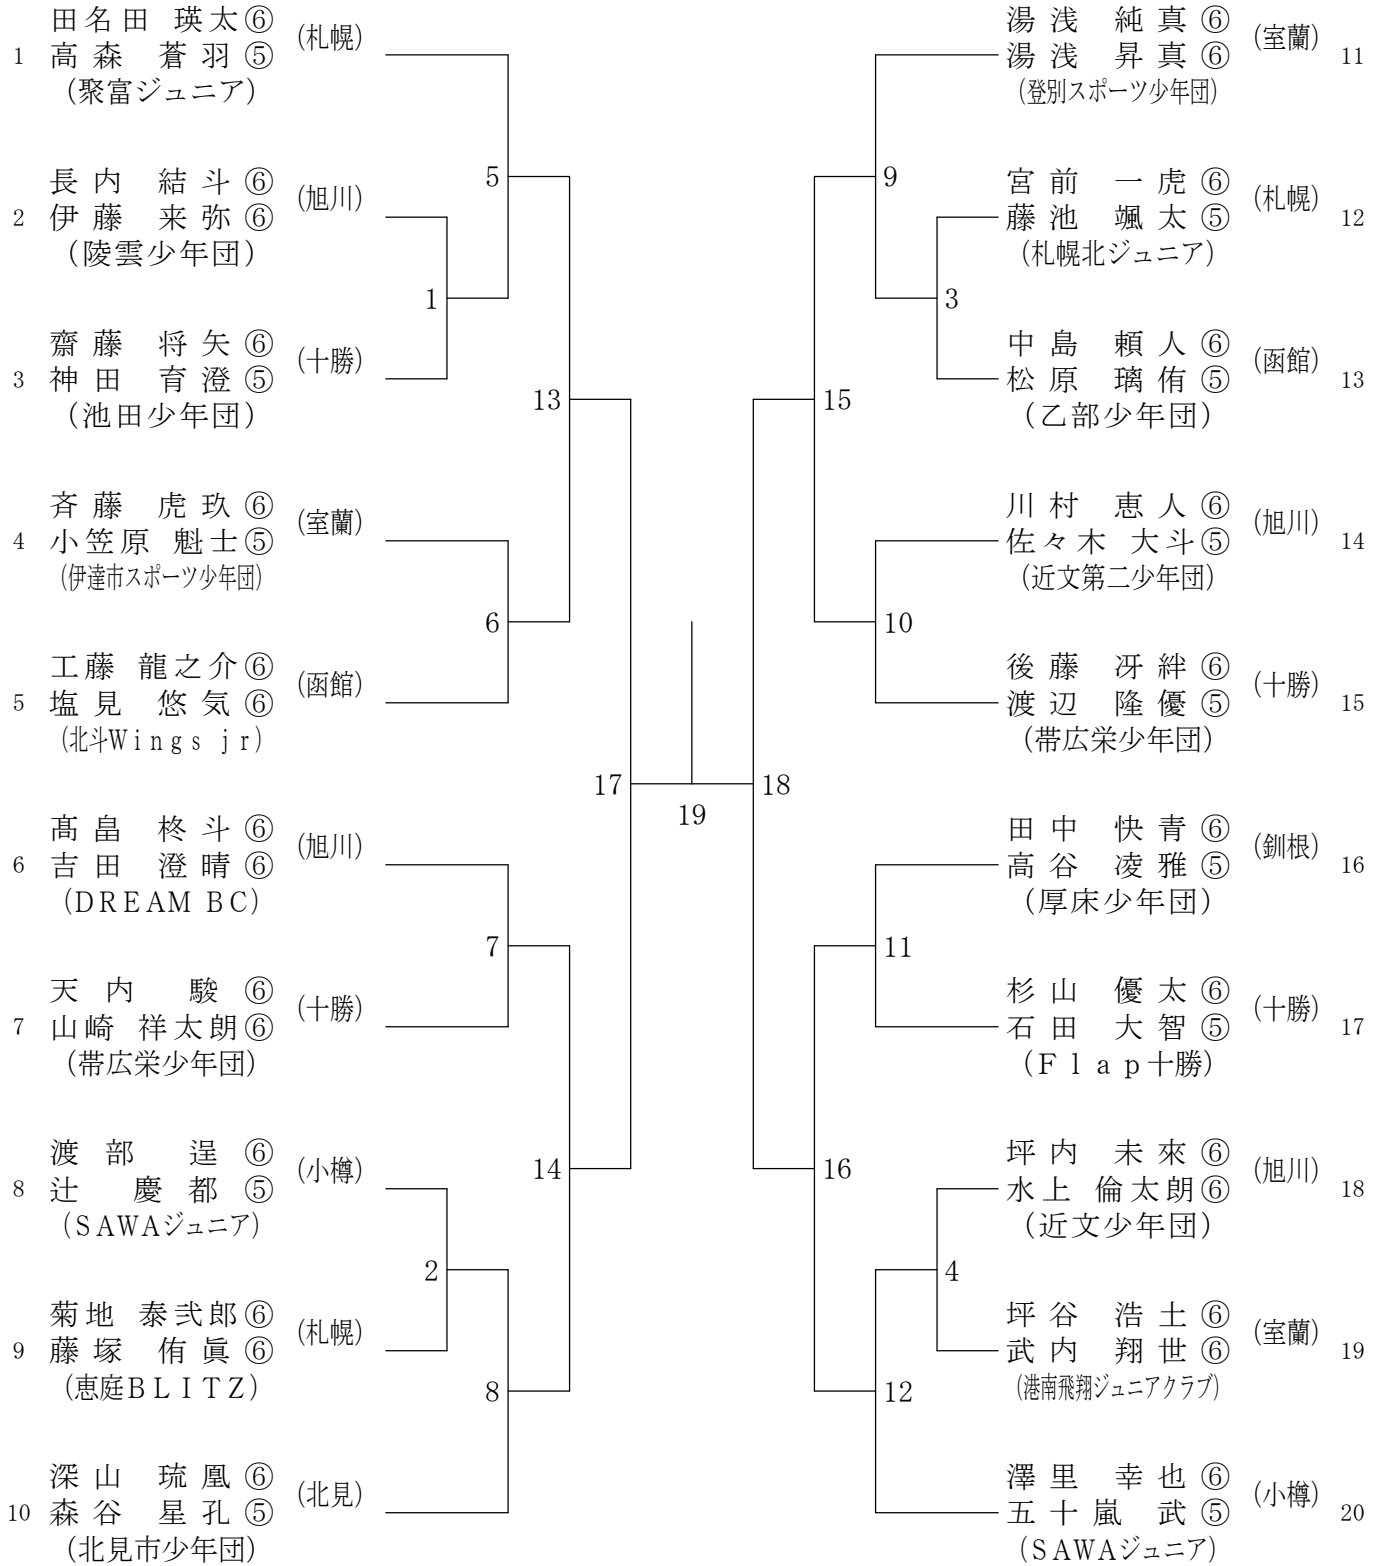 田名田 瑛太⑥
1 高森 蒼羽⑤ (札幌)
(聚富ジュニア)
長内 結斗⑥
2 伊藤 来弥⑥ (旭川)
(陵雲少年団)
齋藤 将矢⑥
3 神田 育澄⑤ (十勝)
(池田少年団)
斉藤 虎玖⑥
4 小笠原 魁士⑤ (室蘭)
(伊達市スポーツ少年団)
工藤 龍之介⑥
5 塩見 悠気⑥ (函館)
(北斗Wings jr)
髙畠 柊斗⑥
6 吉田 澄晴⑥ (旭川)
(DREAM BC)
天内 駿⑥
7 山崎 祥太朗⑥ (十勝)
(帯広栄少年団)
渡部 逞⑥
8 辻 慶都⑤ (小樽)
(SAWAジュニア)
菊地 泰弐郎⑥
9 藤塚 侑眞⑥ (札幌)
(恵庭BLITZ)
深山 琉凰⑥
10 森谷 星孔⑤ (北見)
(北見市少年団)
5
1
13
6
17
7
14
2
8
19
9
3
15
10
18
11
16
4
12
湯浅 純真⑥
湯浅 昇真⑥ (室蘭) 11
(登別スポーツ少年団)
宮前 一虎⑥
藤池 颯太⑤ (札幌) 12
(札幌北ジュニア)
中島 頼人⑥
松原 璃侑⑤ (函館) 13
(乙部少年団)
川村 恵人⑥
佐々木 大斗⑤ (旭川) 14
(近文第二少年団)
後藤 冴絆⑥
渡辺 隆優⑤ (十勝) 15
(帯広栄少年団)
田中 快青⑥
高谷 凌雅⑤ (釧根) 16
(厚床少年団)
杉山 優太⑥
石田 大智⑤ (十勝) 17
(Flap十勝)
坪内 未來⑥
水上 倫太朗⑥ (旭川) 18
(近文少年団)
坪谷 浩士⑥
武内 翔世⑥ (室蘭) 19
(港南飛翔ジュニアクラブ)
澤里 幸也⑥
五十嵐 武⑤ (小樽) 20
(SAWAジュニア)